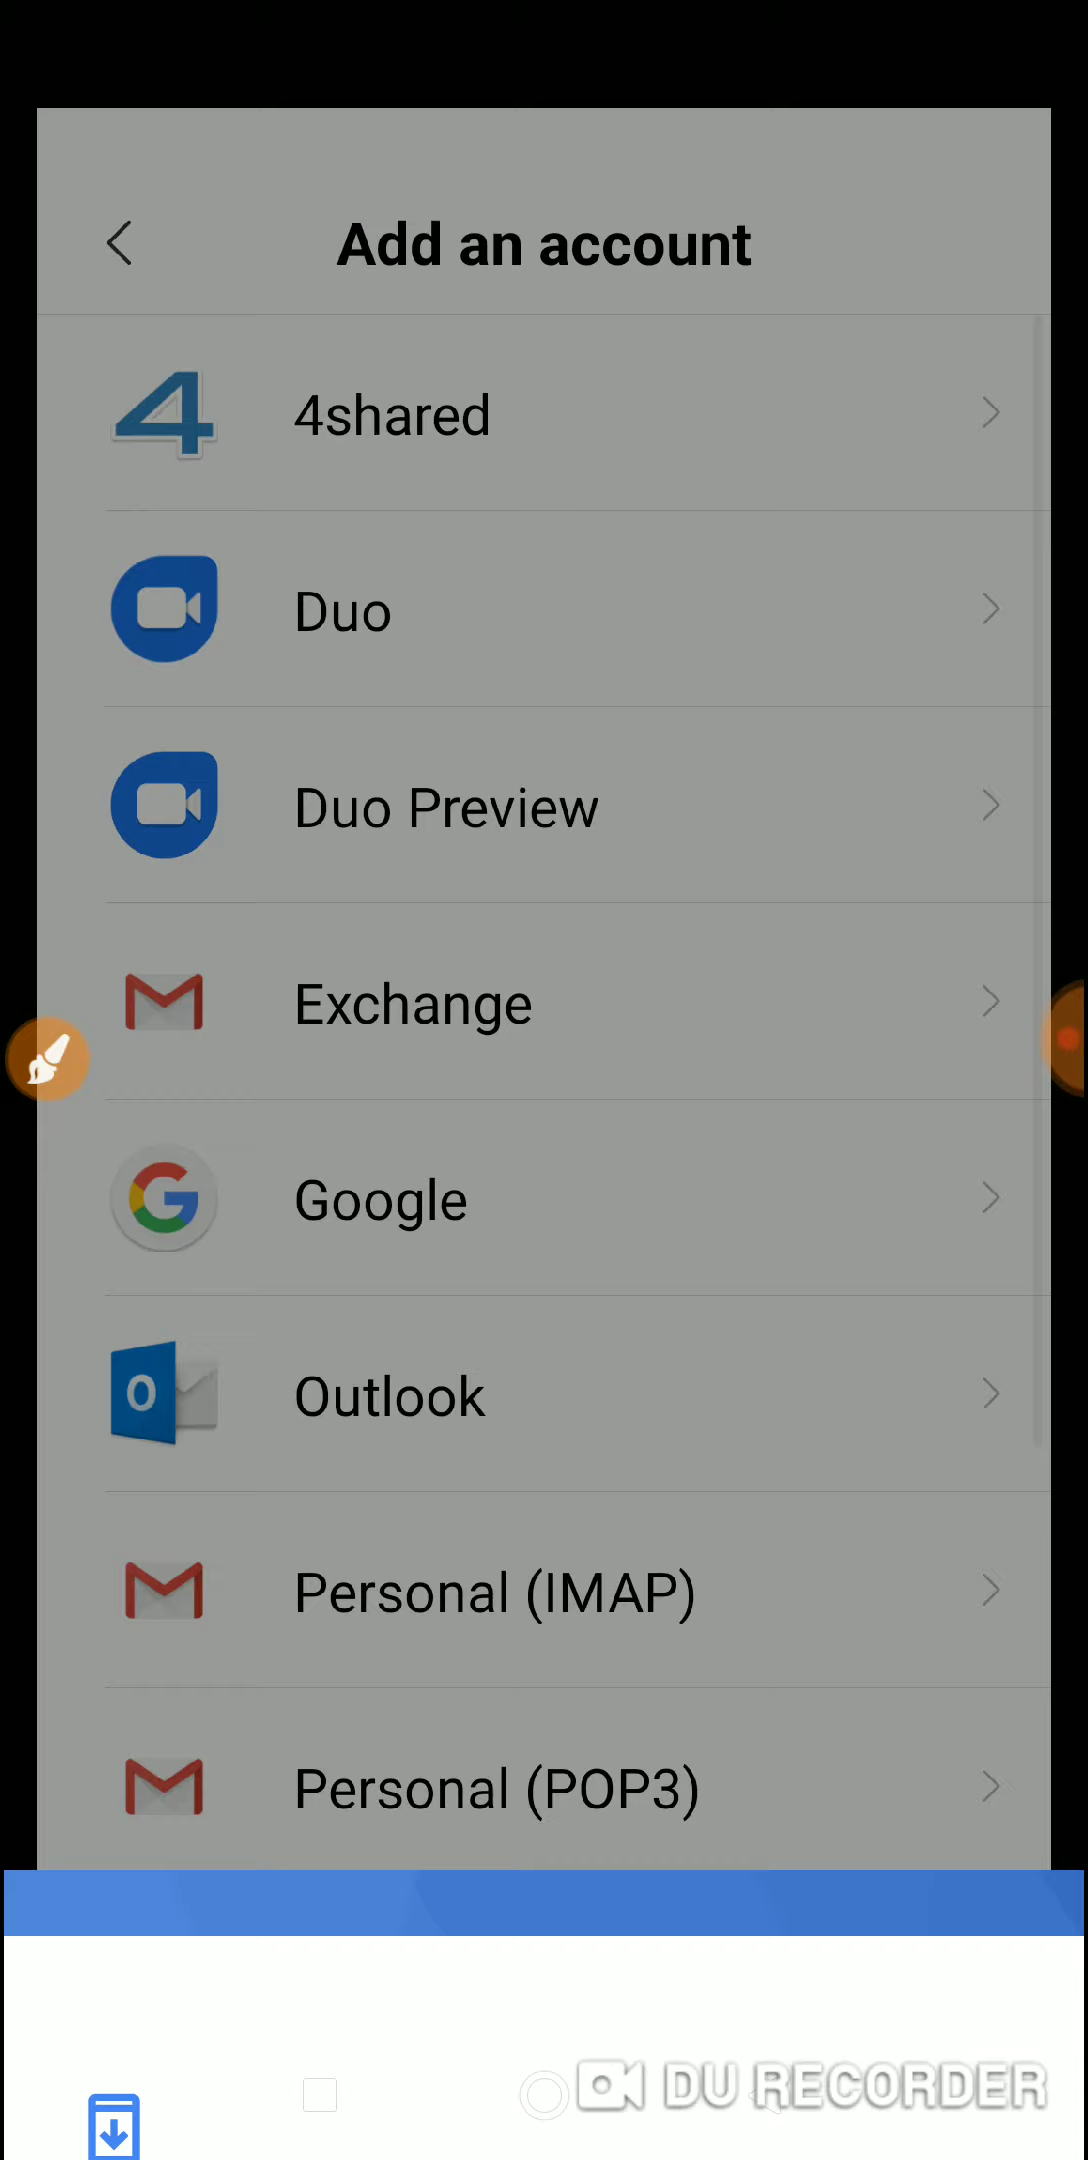 Add an account
4shared
Duo
Duo Preview
Exchange
Google
Outlook
Personal (IMAP)
Personal (POP3)
DU RECORDER